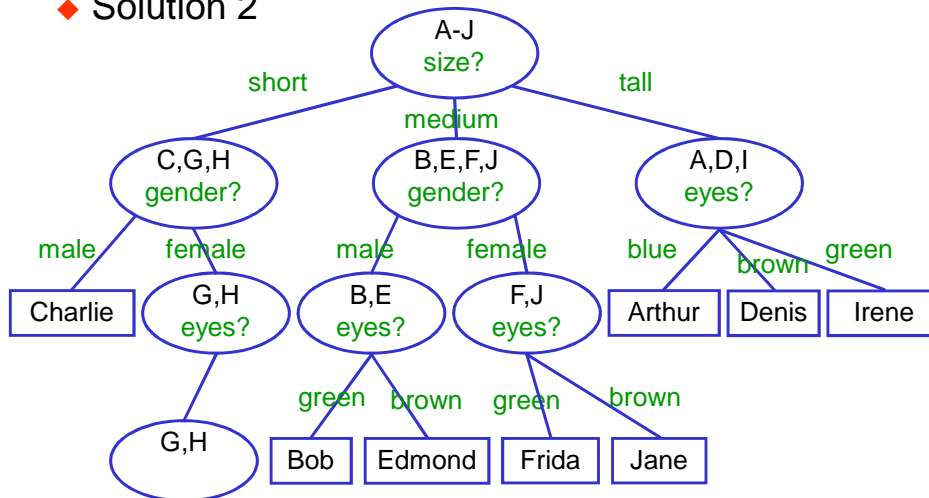 ◆ Solution 2
A-J
size?
short
medium
tall
C,G,H
gender?
B,E,F,J
gender?
A,D,I
eyes?
male
female
male
female
blue
brown
green
Charlie
G,H
eyes?
B,E
eyes?
F,J
eyes?
Arthur
Denis
Irene
green
brown
green
brown
G,H
Bob
Edmond
Frida
Jane